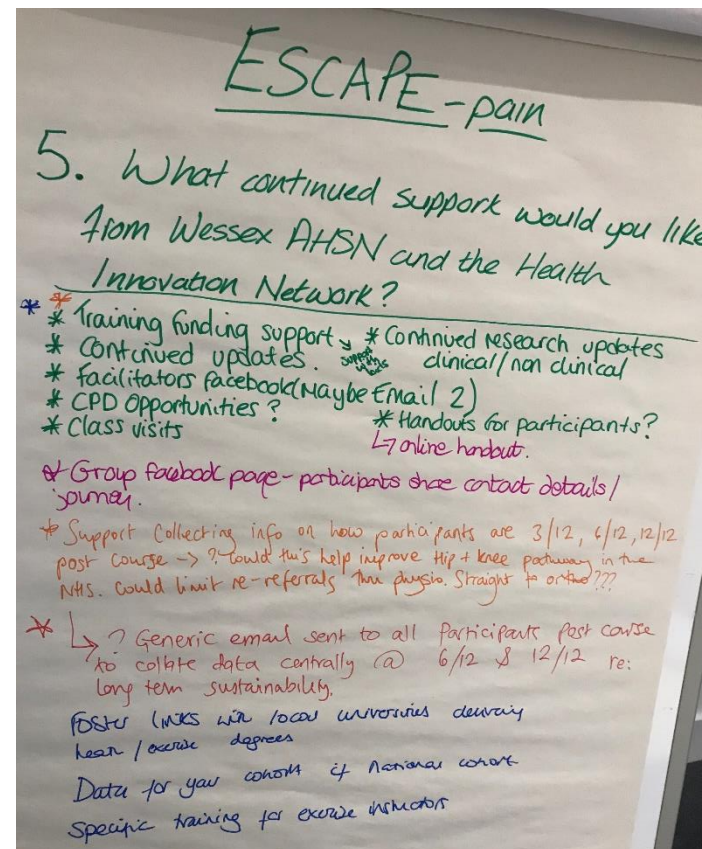 ESCAPE-pain
5. What continued support would you like
from Wessex AHSN and the Health
Innovation Network?
* * * Training funding support
* Continued updates.
* Facilitators facebook (Maybe Email 2)
* CPD Opportunities?
* Class visits
* Continued research updates
clinical/non clinical
* Handouts for participants?
↳ online handout.
* Group facebook page - participants share contact details/
journey.
* Support Collecting info on how participants are 3/12, 6/12, 12/12
post course -> ? Could this help improve Hip + knee pathway in the
NHS. Could limit re-referrals thru physio. Straight to ortho???
* ↳ ? Generic email sent to all Participants Post course
to collate data centrally @ 6/12 & 12/12 re:
long term sustainability.
Foster links with local universities delivery
/ exercise degrees
Data for your cohort if national cohort
Specific training for exercise instructors